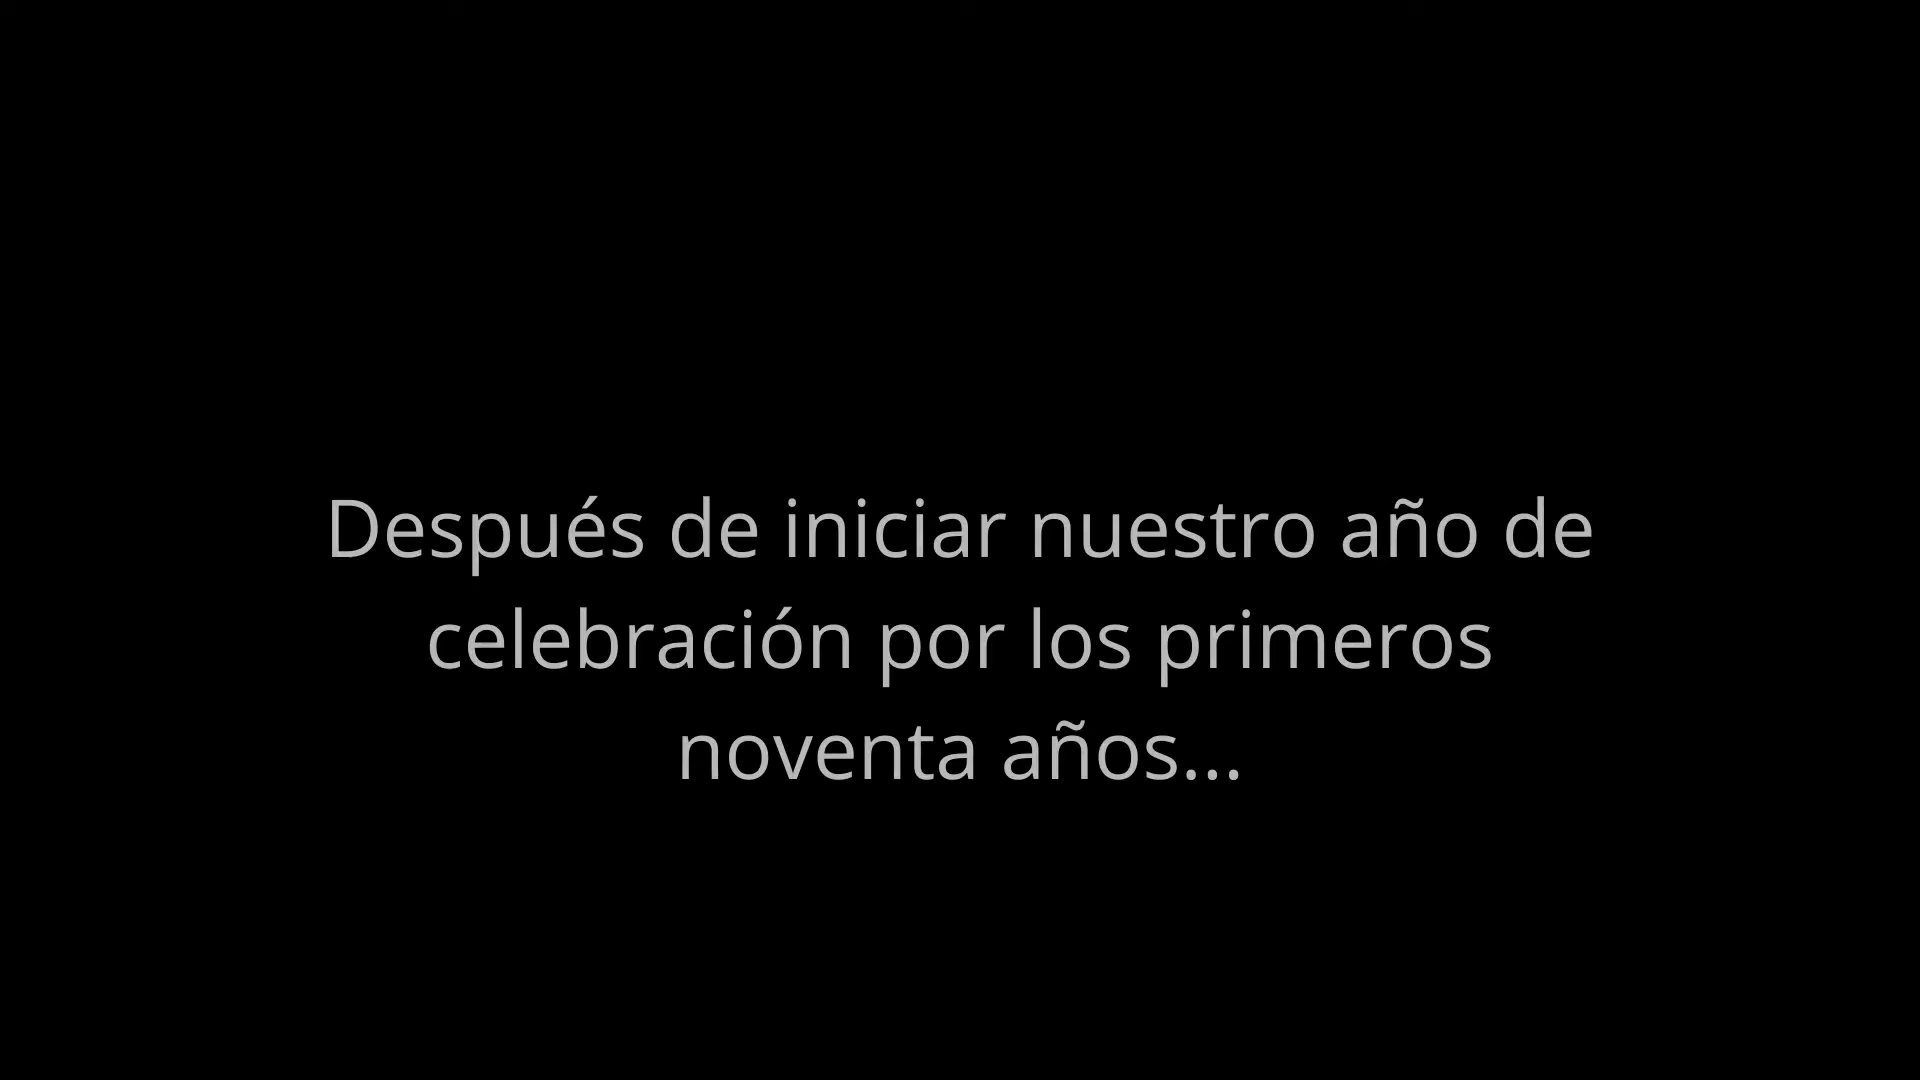 Después de iniciar nuestro año de
celebración por los primeros
noventa años...